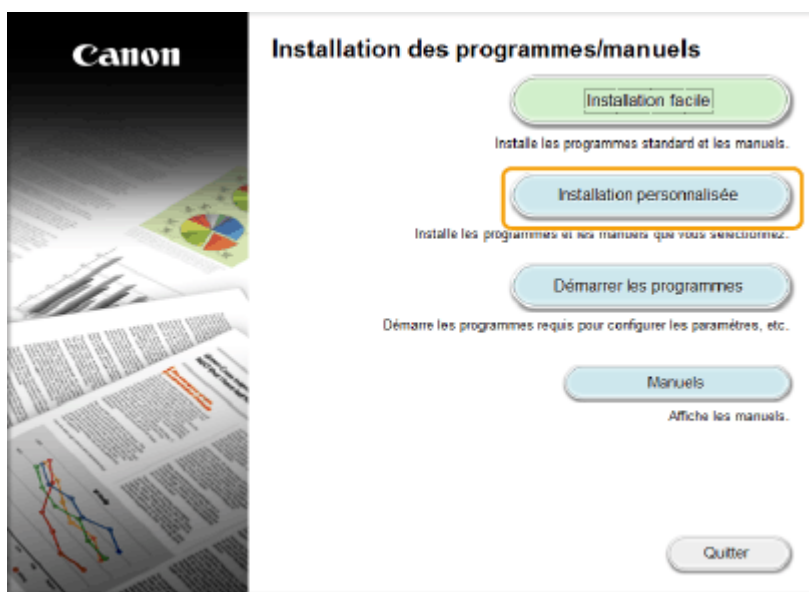 Canon
Installation des programmes/manuels
Installation facile
Installe les programmes standard et les manuels.
Installation personnalisée
Installe les programmes et les manuels que vous sélectionnez.
Démarrer les programmes
Démarre les programmes requis pour configurer les paramètres, etc.
Manuels
Affiche les manuels.
Quitter